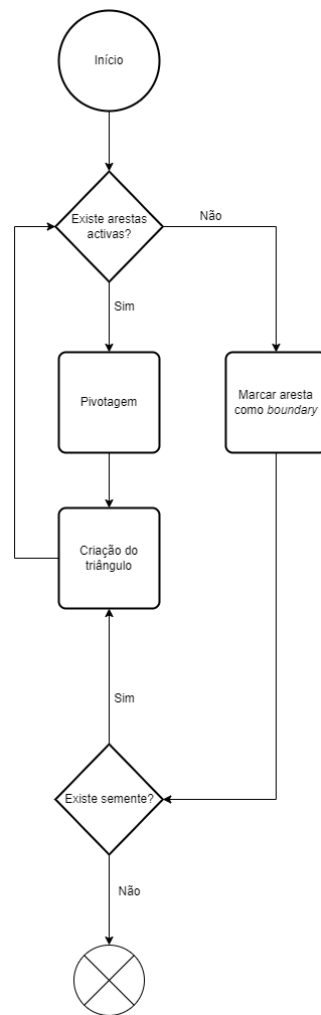 Início
Existe arestas
activas?
Não
Sim
Pivotagem
Marcar aresta
como boundary
Criação do
triângulo
Sim
Existe semente?
Não